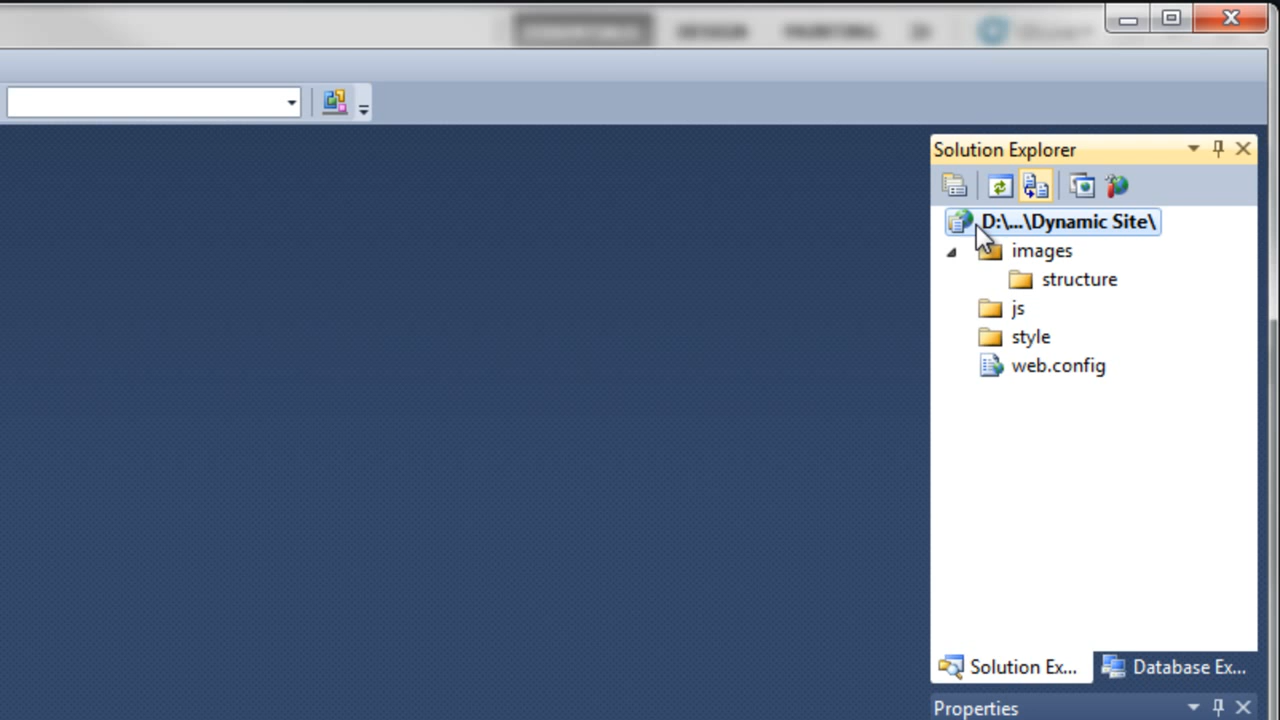 Solution Explorer
D:\...\Dynamic Site\
images
structure
js
style
web.config
Solution Ex...
Database Ex...
Properties